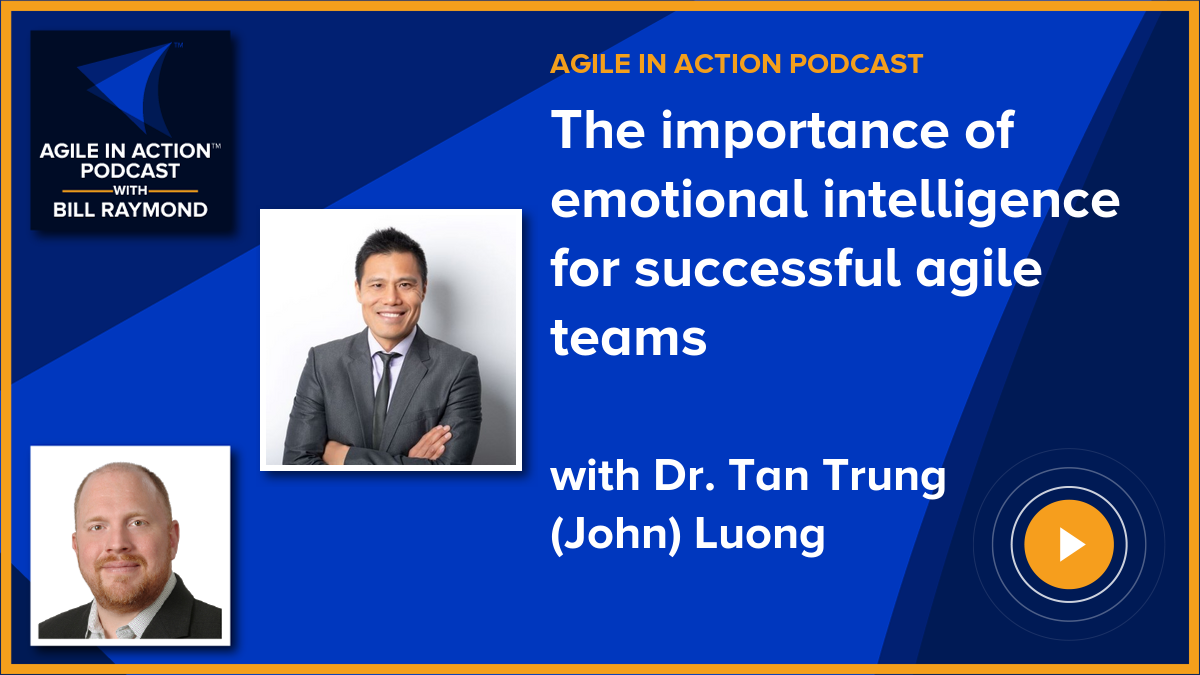 AGILE IN ACTION™
PODCAST
WITH
BILL RAYMOND
AGILE IN ACTION PODCAST
The importance of
emotional intelligence
for successful agile
teams
with Dr. Tan Trung
(John) Luong